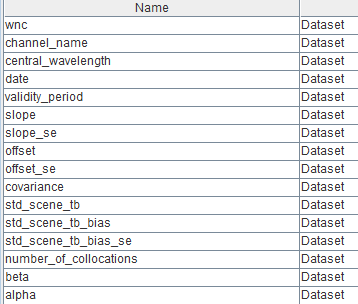 Name
wnc Dataset
channel_name Dataset
central_wavelength Dataset
date Dataset
validity_period Dataset
slope Dataset
slope_se Dataset
offset Dataset
offset_se Dataset
covariance Dataset
std_scene_tb Dataset
std_scene_tb_bias Dataset
std_scene_tb_bias_se Dataset
number_of_collocations Dataset
beta Dataset
alpha Dataset